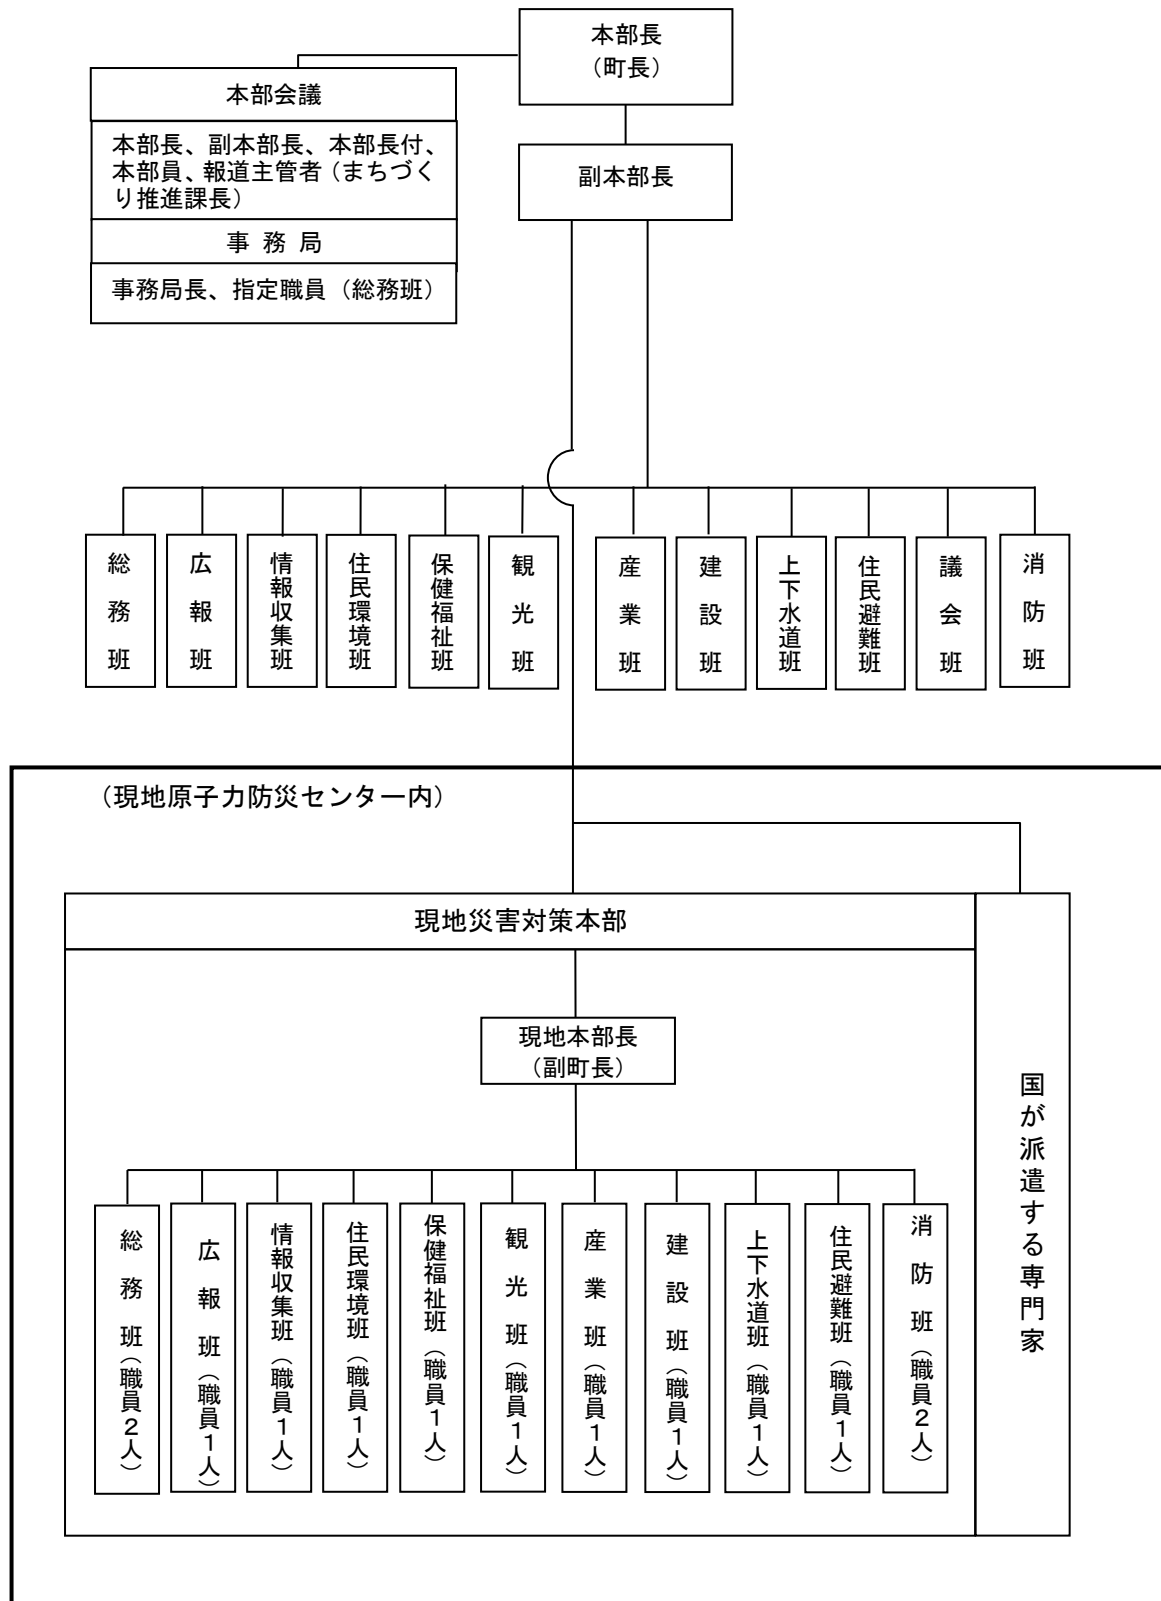 本部長
（町長）
本部会議
本部長、副本部長、本部長付、
本部員、報道主管者（まちづく
り推進課長）
事 務 局
事務局長、指定職員（総務班）
副本部長
総務班
広報班
情報収集班
住民環境班
保健福祉班
観光班
産業班
建設班
上下水道班
住民避難班
議会班
消防班
（現地原子力防災センター内）
現地災害対策本部
現地本部長
（副町長）
総務班（職員２人）
広報班（職員１人）
情報収集班（職員１人）
住民環境班（職員１人）
保健福祉班（職員１人）
観光班（職員１人）
産業班（職員１人）
建設班（職員１人）
上下水道班（職員１人）
住民避難班（職員１人）
消防班（職員２人）
国が派遣する専門家